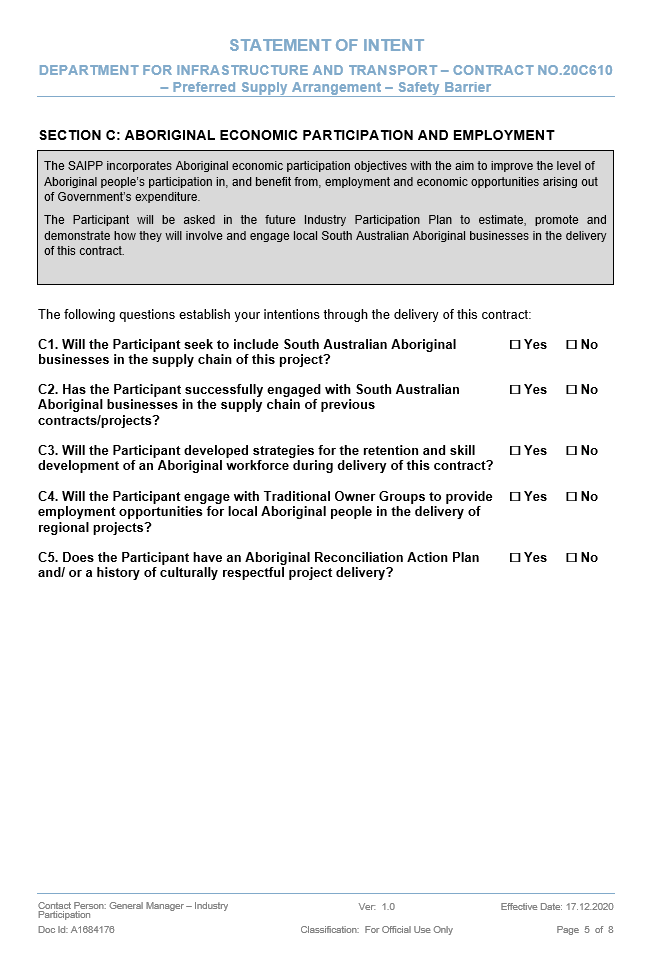 STATEMENT OF INTENT
DEPARTMENT FOR INFRASTRUCTURE AND TRANSPORT – CONTRACT NO.20C610
– Preferred Supply Arrangement – Safety Barrier
SECTION C: ABORIGINAL ECONOMIC PARTICIPATION AND EMPLOYMENT
The SAIPP incorporates Aboriginal economic participation objectives with the aim to improve the level of
Aboriginal people's participation in, and benefit from, employment and economic opportunities arising out
of Government's expenditure.
The Participant will be asked in the future Industry Participation Plan to estimate, promote and
demonstrate how they will involve and engage local South Australian Aboriginal businesses in the delivery
of this contract.
The following questions establish your intentions through the delivery of this contract:
C1. Will the Participant seek to include South Australian Aboriginal ☐ Yes ☐ No
businesses in the supply chain of this project?
C2. Has the Participant successfully engaged with South Australian ☐ Yes ☐ No
Aboriginal businesses in the supply chain of previous
contracts/projects?
C3. Will the Participant developed strategies for the retention and skill ☐ Yes ☐ No
development of an Aboriginal workforce during delivery of this contract?
C4. Will the Participant engage with Traditional Owner Groups to provide ☐ Yes ☐ No
employment opportunities for local Aboriginal people in the delivery of
regional projects?
C5. Does the Participant have an Aboriginal Reconciliation Action Plan ☐ Yes ☐ No
and/ or a history of culturally respectful project delivery?
Contact Person: General Manager – Industry Ver: 1.0 Effective Date: 17.12.2020
Participation
Doc Id: A1684176 Classification: For Official Use Only Page 5 of 8